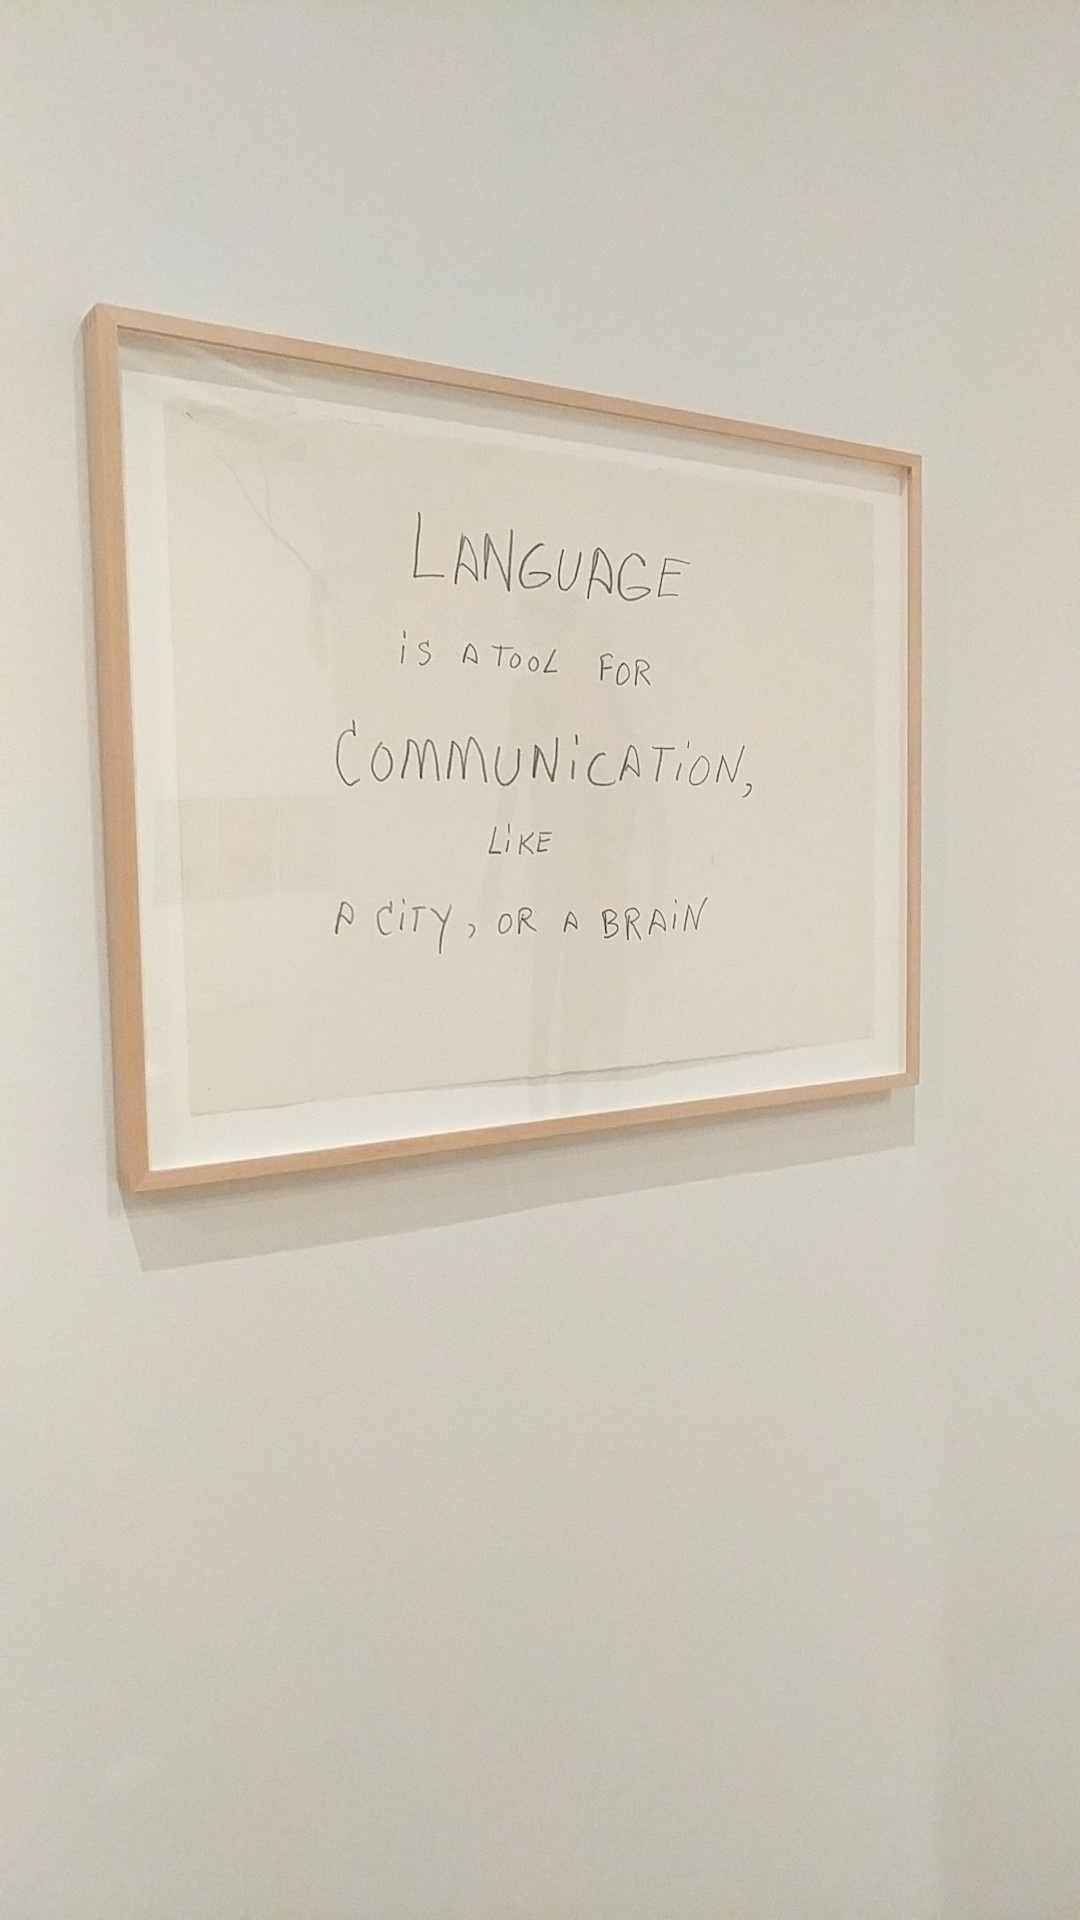 LANGUAGE
iS A TOOL FOR
COMMUNiCATiON,
LiKE
A CiTY, OR A BRAiN